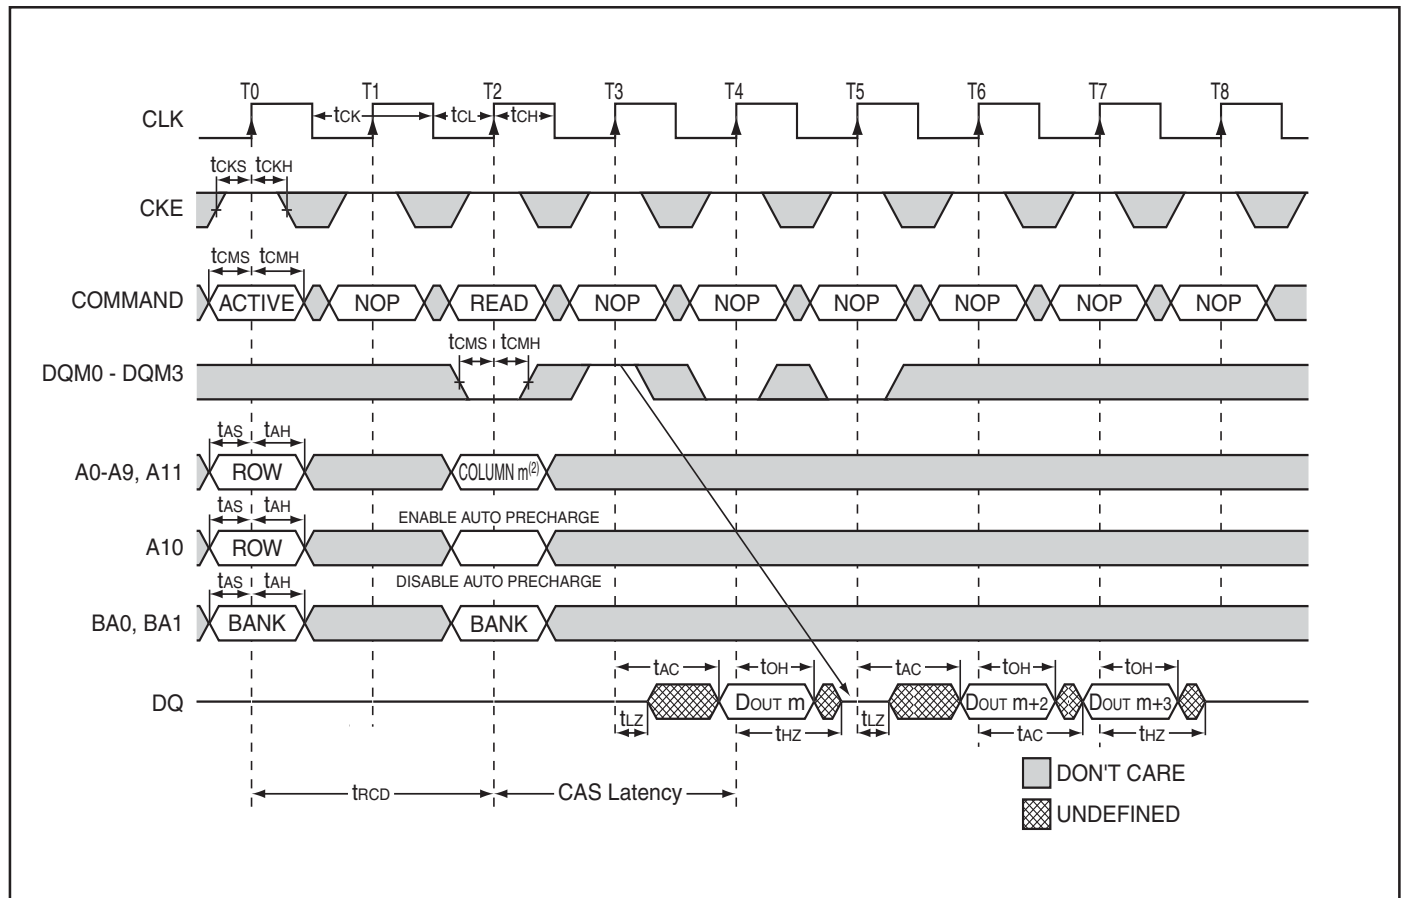 T0 T1 T2 T3 T4 T5 T6 T7 T8
CLK tCK tCL tCH
tCKS tCKH
CKE
tCMS tCMH
COMMAND ACTIVE NOP READ NOP NOP NOP NOP NOP NOP
tCMS tCMH
DQM0 - DQM3
tAS tAH
A0-A9, A11 ROW COLUMN m(2)
tAS tAH ENABLE AUTO PRECHARGE
A10 ROW
tAS tAH DISABLE AUTO PRECHARGE
BA0, BA1 BANK BANK
tAC tOH tAC tOH tOH
DQ DOUT m DOUT m+2 DOUT m+3
tLZ tHZ tLZ tAC tHZ
DON'T CARE
tRCD CAS Latency
UNDEFINED